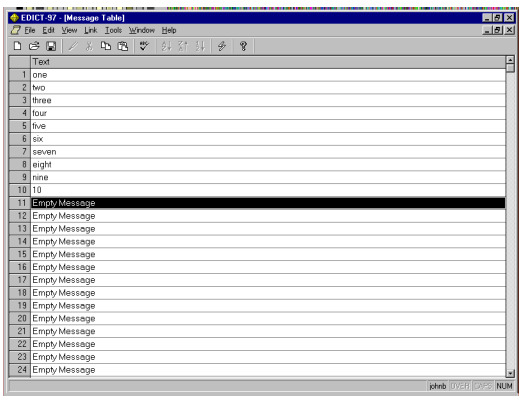 EDICT-97 - [Message Table]
File Edit View Link Tools Window Help
Text
1 one
2 two
3 three
4 four
5 five
6 six
7 seven
8 eight
9 nine
10 10
11 Empty Message
12 Empty Message
13 Empty Message
14 Empty Message
15 Empty Message
16 Empty Message
17 Empty Message
18 Empty Message
19 Empty Message
20 Empty Message
21 Empty Message
22 Empty Message
23 Empty Message
24 Empty Message
johnb OVER CAPS NUM